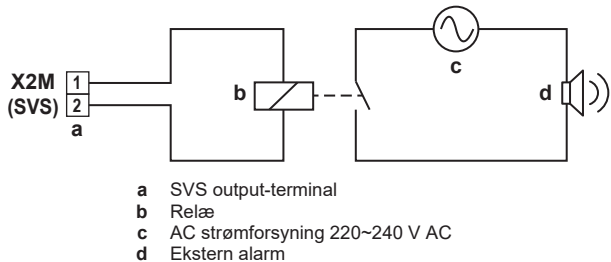 c
X2M 1
b
d
(SVS) 2
a
a SVS output-terminal
b Relæ
c AC strømforsyning 220~240 V AC
d Ekstern alarm